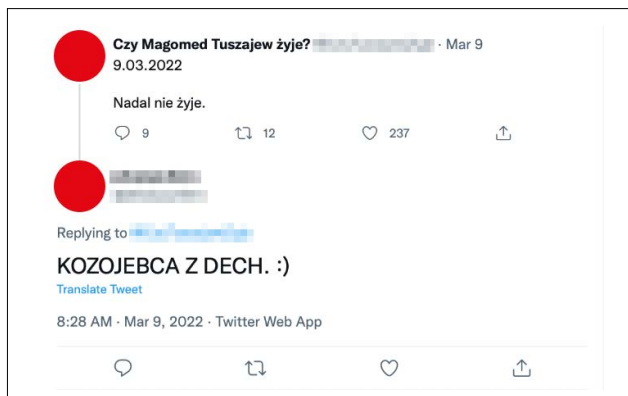 Czy Magomed Tuszajew żyje? · Mar 9
9.03.2022
Nadal nie żyje.
9 12 237
Replying to
KOZOJEBCA Z DECH. :)
Translate Tweet
8:28 AM · Mar 9, 2022 · Twitter Web App